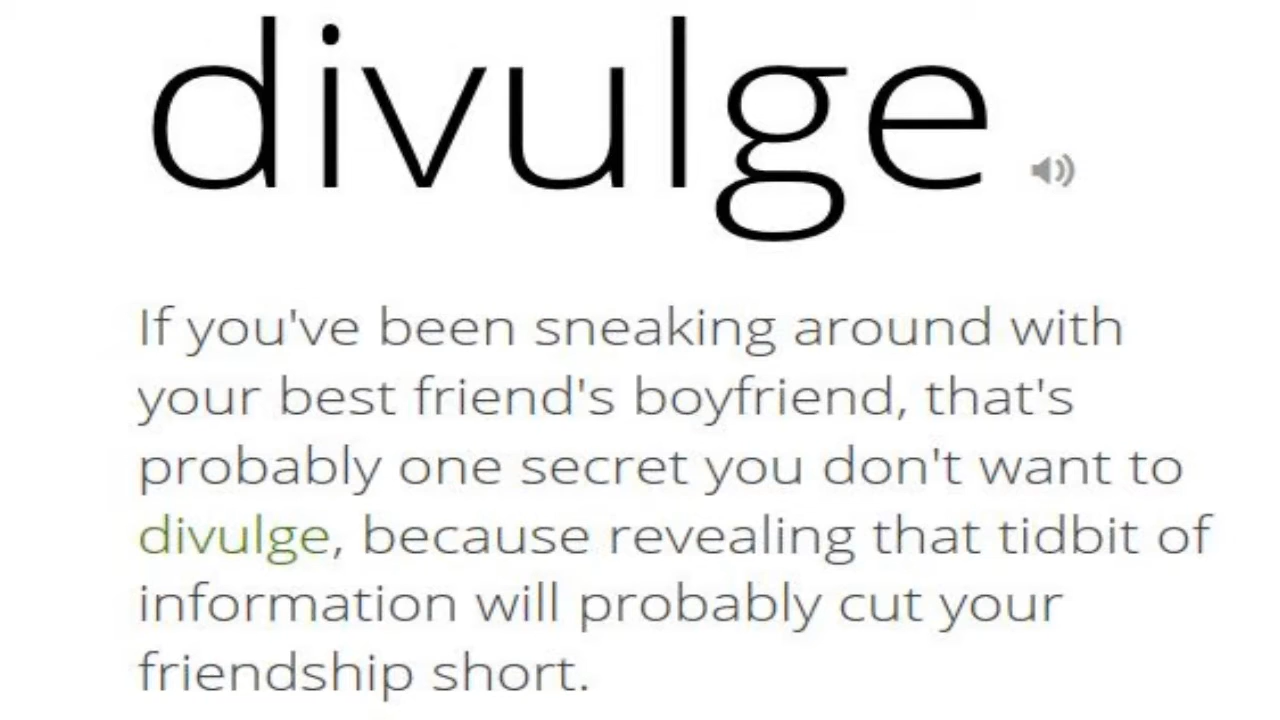 divulge
If you've been sneaking around with
your best friend's boyfriend, that's
probably one secret you don't want to
divulge, because revealing that tidbit of
information will probably cut your
friendship short.